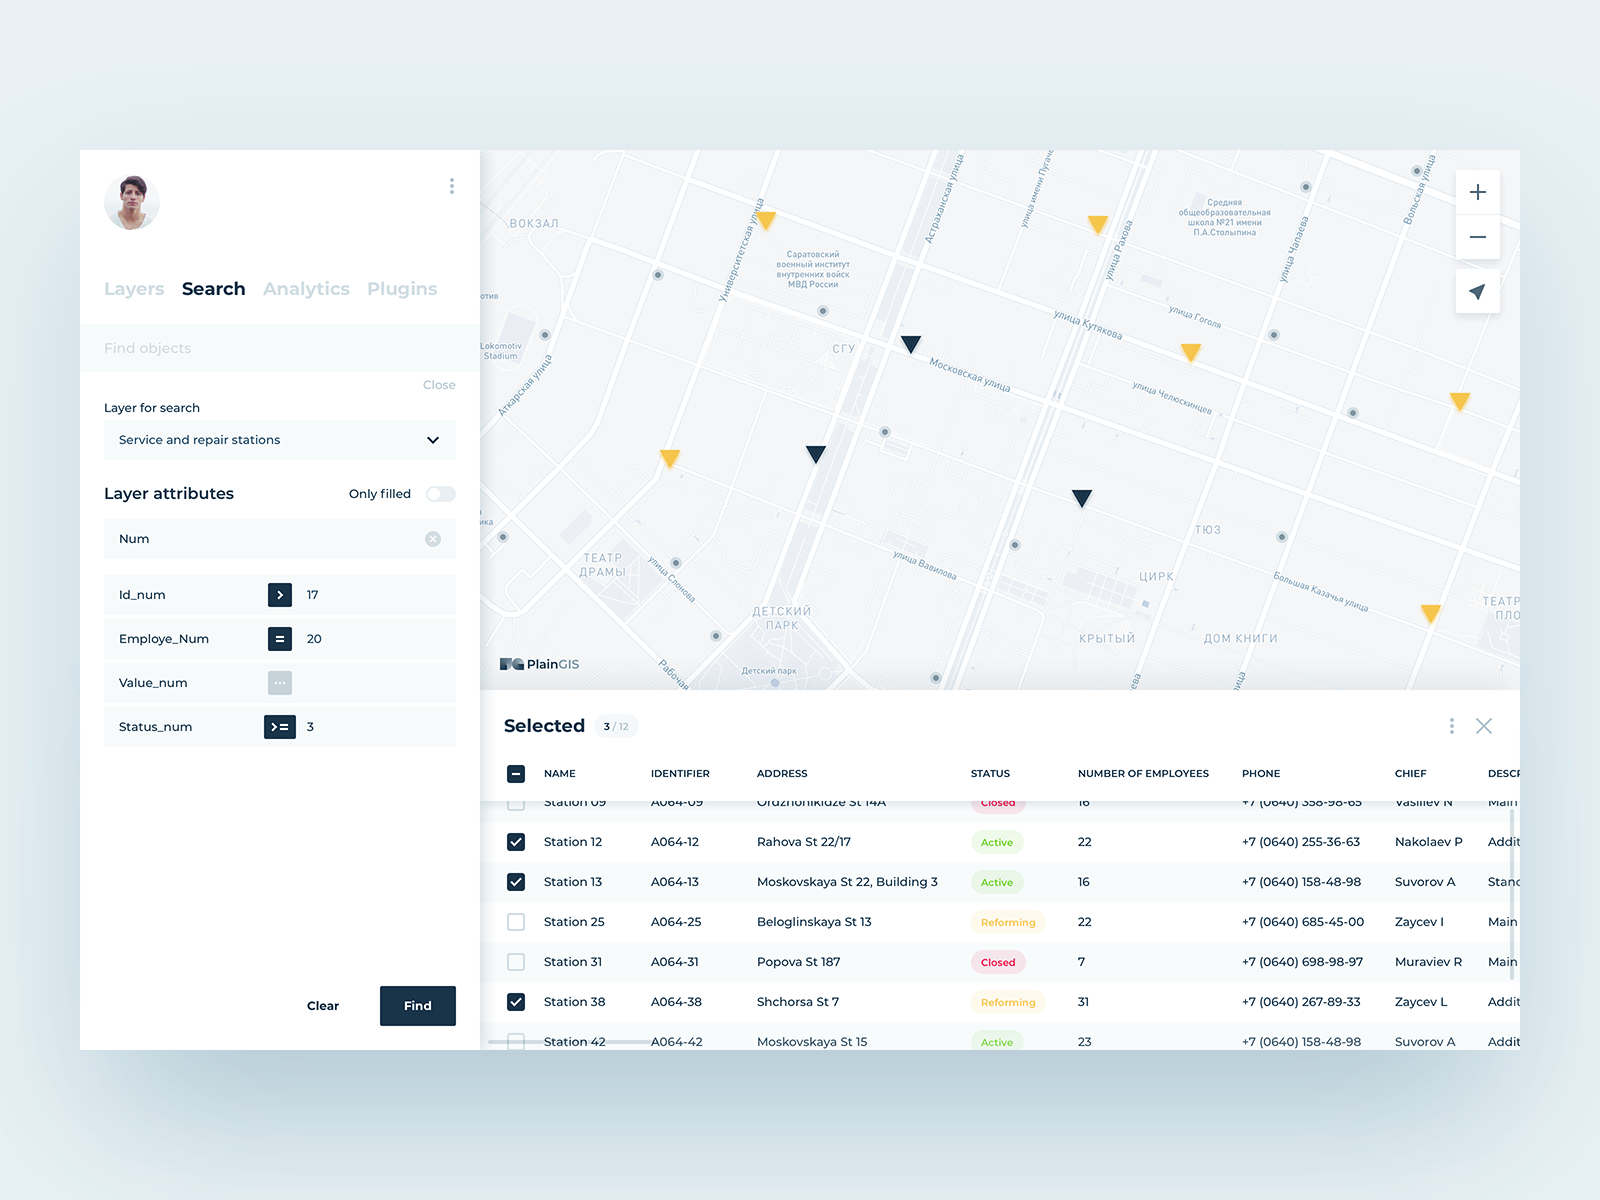 Layers Search Analytics Plugins
Find objects
Close
Layer for search
Service and repair stations
Layer attributes
Only filled
Num
Id_num > 17
Employe_Num = 20
Value_num ...
Status_num >= 3
Clear
Find
ВОКЗАЛ
Университетская улица
Саратовский
военный институт
внутренних войск
МВД России
Астраханская улица
улица имени Пугаче
улица Рахова
Средняя
общеобразовательная
школа №21 имени
П.А.Столыпина
улица Чапаева
Вольская улица
Lokomotiv
Stadium
Аткарская улица
СГУ
Московская улица
улица Кутякова
улица Гоголя
улица Челюскинцев
ТЕАТР
ДРАМЫ
улица Слонова
улица Вавилова
ТЮЗ
ЦИРК
Большая Казачья улица
ДЕТСКИЙ
ПАРК
КРЫТЫЙ
ДОМ КНИГИ
ТЕАТР
ПЛО
Рабочая
Детский парк
PlainGIS
Selected 3 / 12
NAME IDENTIFIER ADDRESS STATUS NUMBER OF EMPLOYEES PHONE CHIEF DESCR
Station 09 A064-09 Ordzhonikidze St 14A Closed 16 +7 (0640) 358-98-65 Vasiliev N Main
Station 12 A064-12 Rahova St 22/17 Active 22 +7 (0640) 255-36-63 Nakolaev P Addit
Station 13 A064-13 Moskovskaya St 22, Building 3 Active 16 +7 (0640) 158-48-98 Suvorov A Stand
Station 25 A064-25 Beloglinskaya St 13 Reforming 22 +7 (0640) 685-45-00 Zaycev I Main
Station 31 A064-31 Popova St 187 Closed 7 +7 (0640) 698-98-97 Muraviev R Main
Station 38 A064-38 Shchorsa St 7 Reforming 31 +7 (0640) 267-89-33 Zaycev L Addit
Station 42 A064-42 Moskovskaya St 15 Active 23 +7 (0640) 158-48-98 Suvorov A Addit